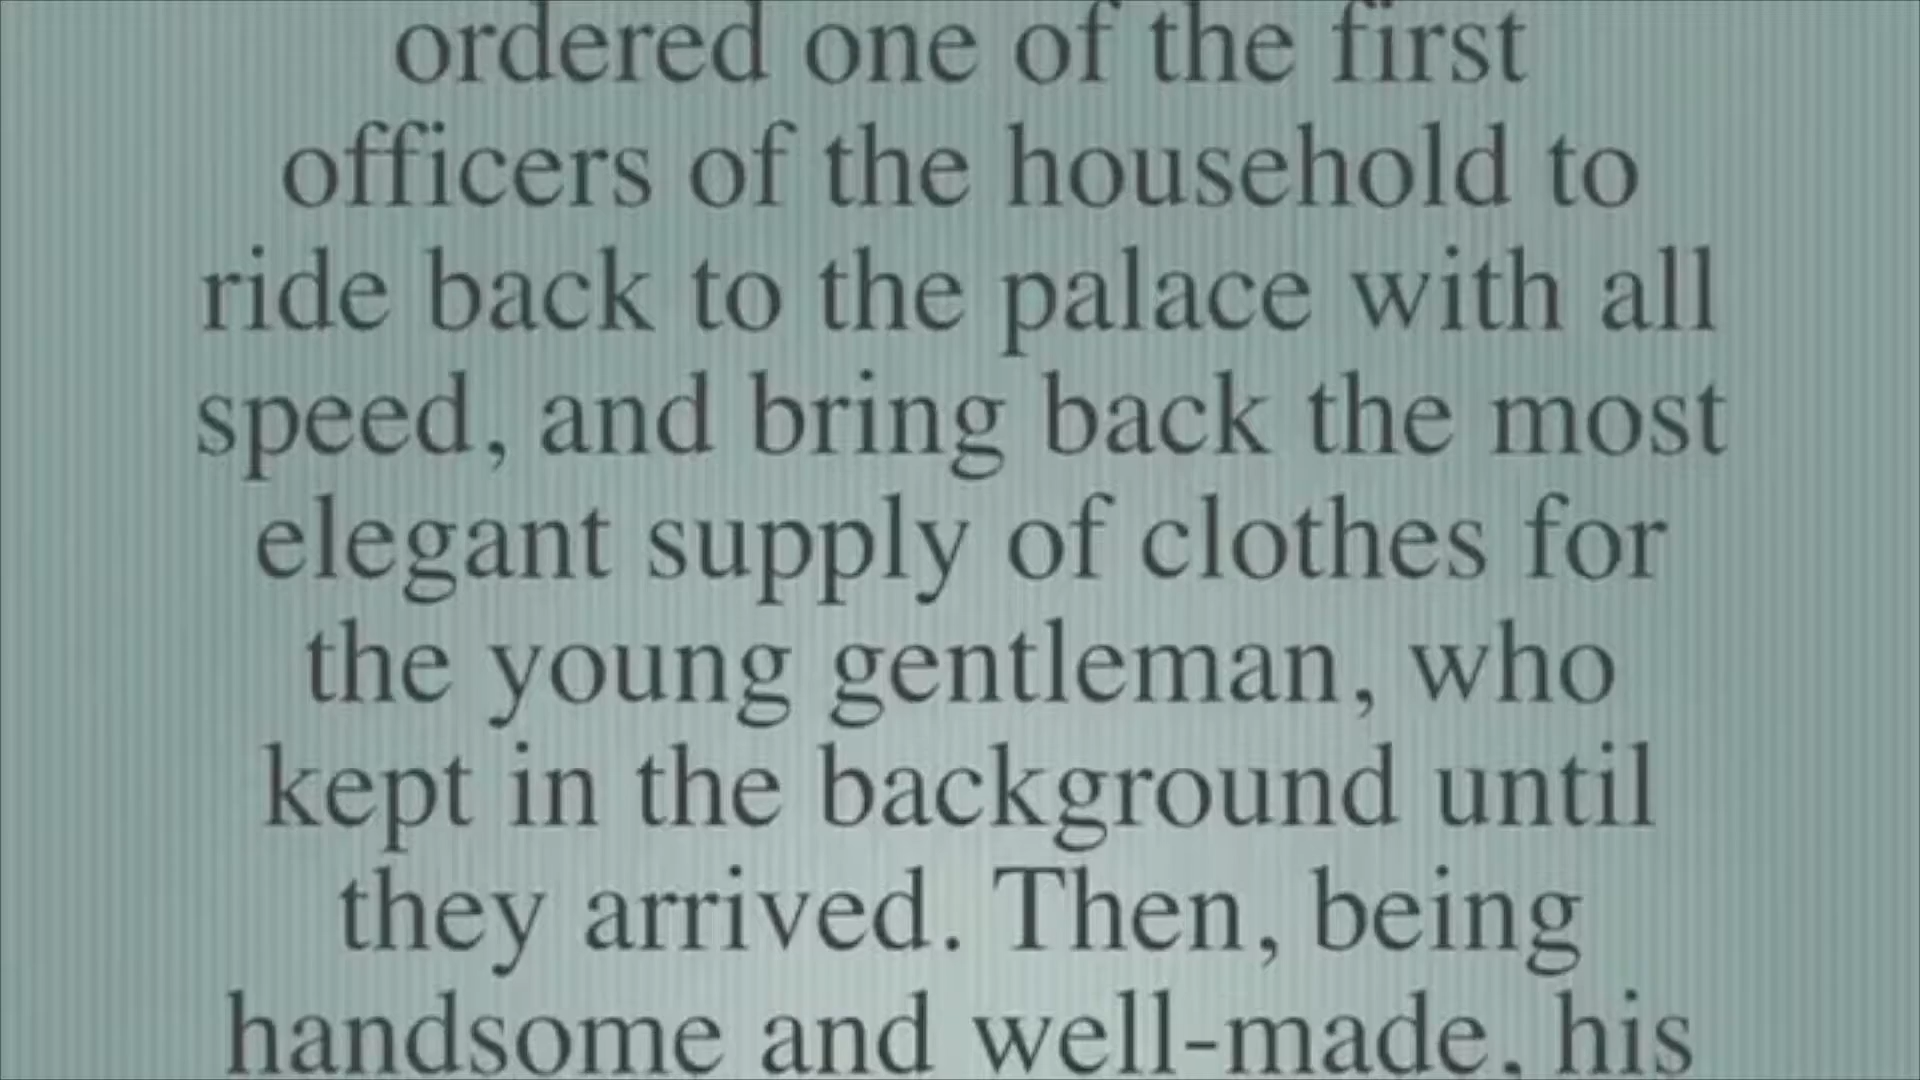 ordered one of the first
officers of the household to
ride back to the palace with all
speed, and bring back the most
elegant supply of clothes for
the young gentleman, who
kept in the background until
they arrived. Then, being
handsome and well-made, his